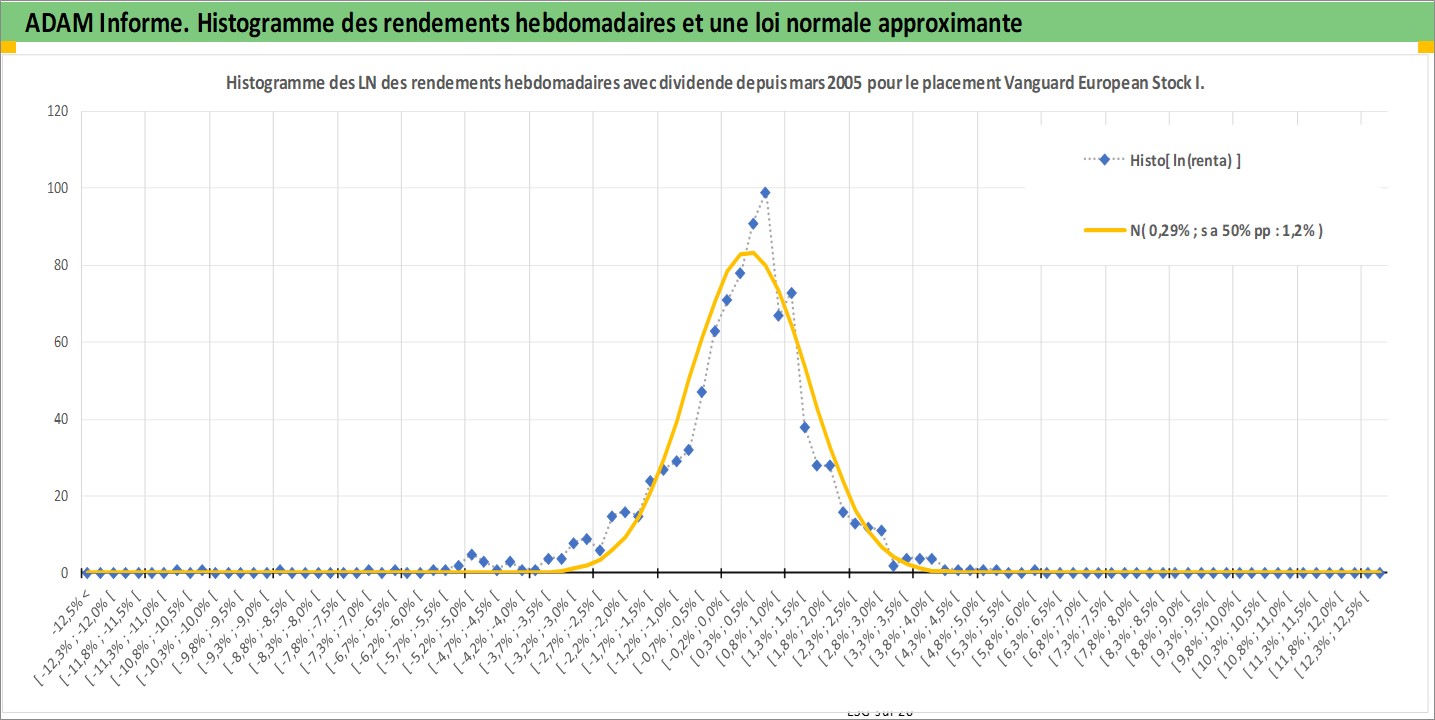 ADAM Informe. Histogramme des rendements hebdomadaires et une loi normale approximante
Histogramme des LN des rendements hebdomadaires avec dividende depuis mars 2005 pour le placement Vanguard European Stock I.
120
100
80
60
40
20
0
Histo[ ln(renta) ]
N( 0,29% ; s a 50% pp : 1,2% )
-12,5% <
[ -12,3% ; -12,0% [
[ -11,8% ; -11,5% [
[ -11,3% ; -11,0% [
[ -10,8% ; -10,5% [
[ -10,3% ; -10,0% [
[ -9,8% ; -9,5% [
[ -9,3% ; -9,0% [
[ -8,8% ; -8,5% [
[ -8,3% ; -8,0% [
[ -7,8% ; -7,5% [
[ -7,3% ; -7,0% [
[ -6,7% ; -6,5% [
[ -6,2% ; -6,0% [
[ -5,7% ; -5,5% [
[ -5,2% ; -5,0% [
[ -4,7% ; -4,5% [
[ -4,2% ; -4,0% [
[ -3,7% ; -3,5% [
[ -3,2% ; -3,0% [
[ -2,7% ; -2,5% [
[ -2,2% ; -2,0% [
[ -1,7% ; -1,5% [
[ -1,2% ; -1,0% [
[ -0,7% ; -0,5% [
[ -0,2% ; 0,0% [
[ 0,3% ; 0,5% [
[ 0,8% ; 1,0% [
[ 1,3% ; 1,5% [
[ 1,8% ; 2,0% [
[ 2,3% ; 2,5% [
[ 2,8% ; 3,0% [
[ 3,3% ; 3,5% [
[ 3,8% ; 4,0% [
[ 4,3% ; 4,5% [
[ 4,8% ; 5,0% [
[ 5,3% ; 5,5% [
[ 5,8% ; 6,0% [
[ 6,3% ; 6,5% [
[ 6,8% ; 7,0% [
[ 7,3% ; 7,5% [
[ 7,8% ; 8,0% [
[ 8,3% ; 8,5% [
[ 8,8% ; 9,0% [
[ 9,3% ; 9,5% [
[ 9,8% ; 10,0% [
[ 10,3% ; 10,5% [
[ 10,8% ; 11,0% [
[ 11,3% ; 11,5% [
[ 11,8% ; 12,0% [
[ 12,3% ; 12,5% [